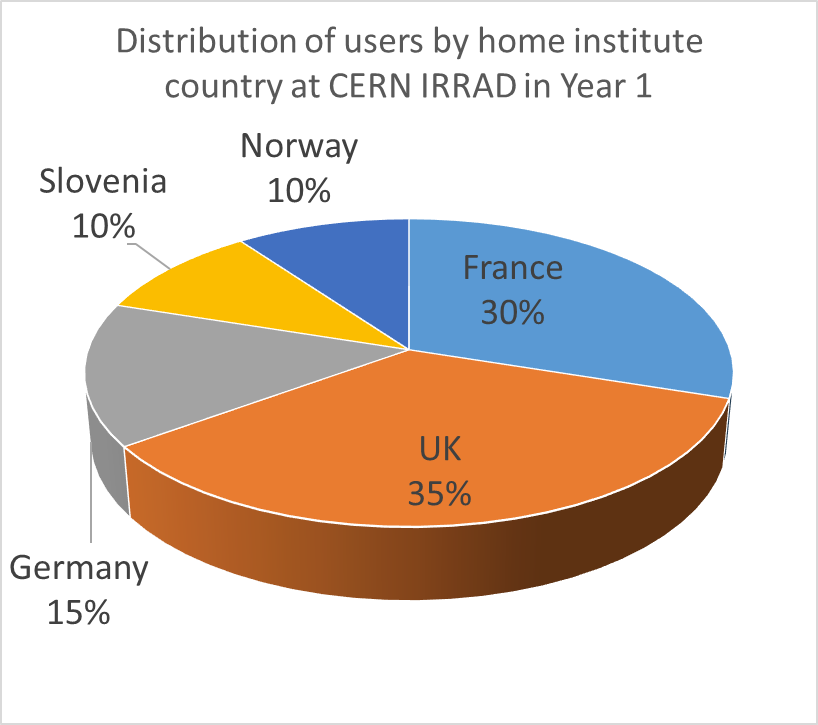 Distribution of users by home institute
country at CERN IRRAD in Year 1
Norway
10%
Slovenia
10%
France
30%
UK
35%
Germany
15%